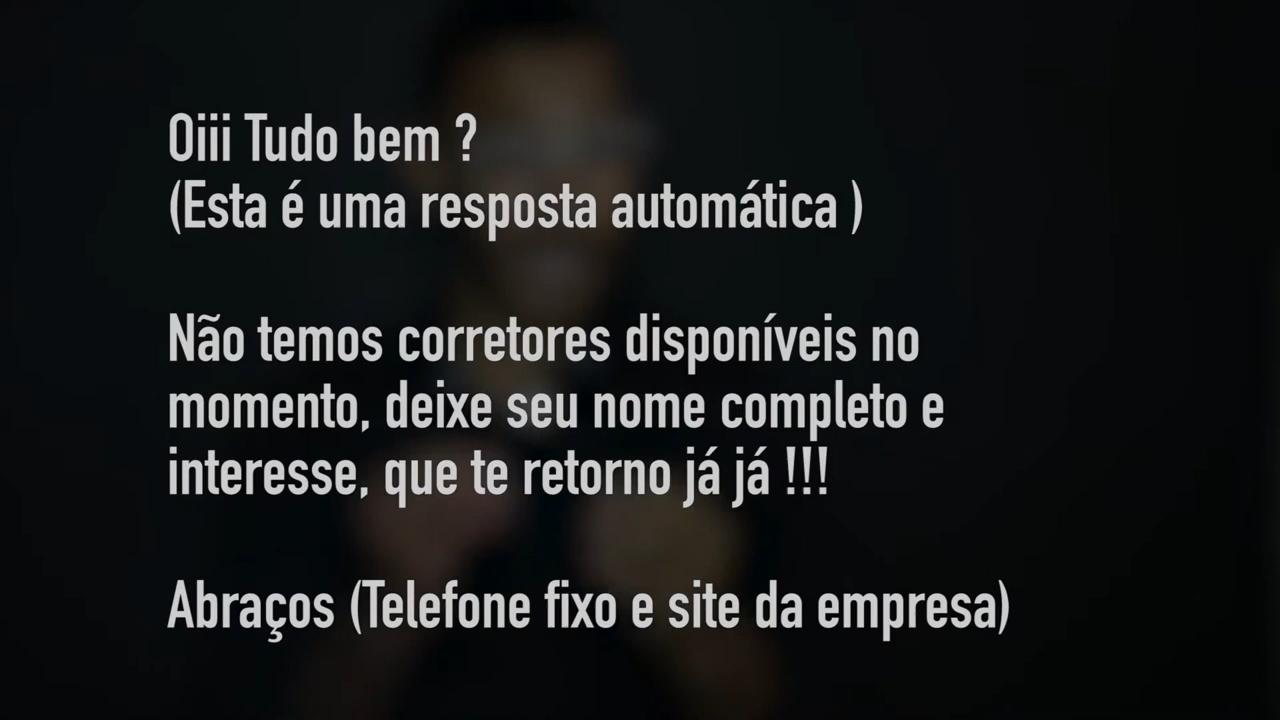 Oiii Tudo bem ?
(Esta é uma resposta automática )
Não temos corretores disponíveis no
momento, deixe seu nome completo e
interesse, que te retorno já já !!!
Abraços (Telefone fixo e site da empresa)